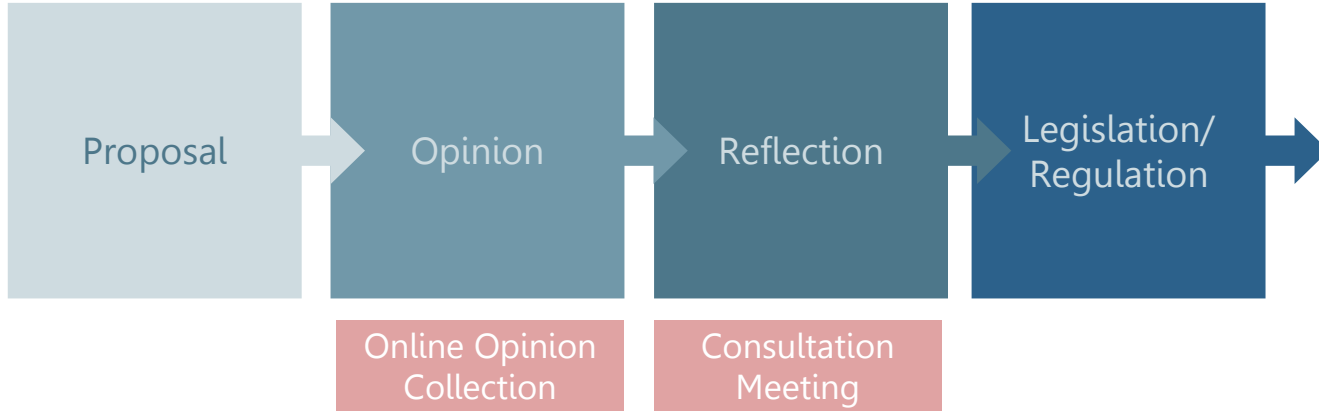 Proposal
Opinion
Reflection
Legislation/
Regulation
Online Opinion
Collection
Consultation
Meeting